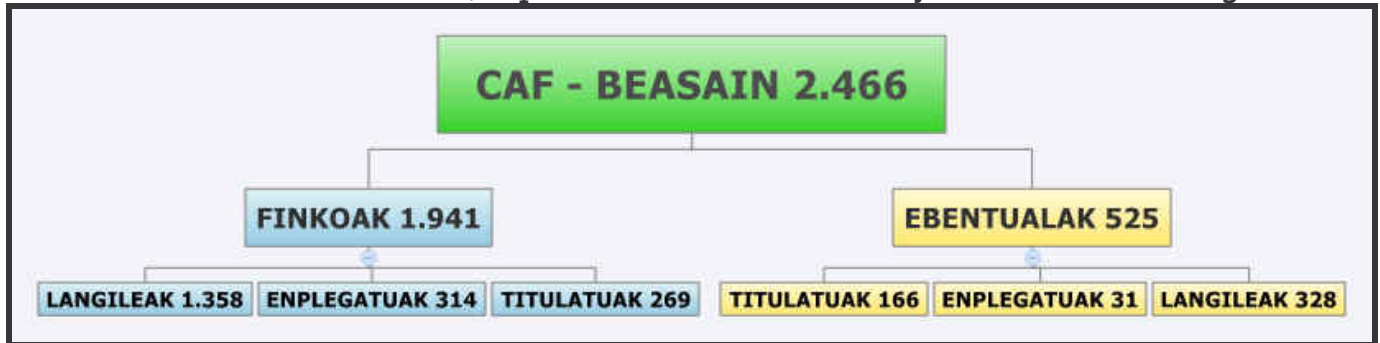 CAF - BEASAIN 2.466
FINKOAK 1.941
EBENTUALAK 525
LANGILEAK 1.358
ENPLEGATUAK 314
TITULATUAK 269
TITULATUAK 166
ENPLEGATUAK 31
LANGILEAK 328